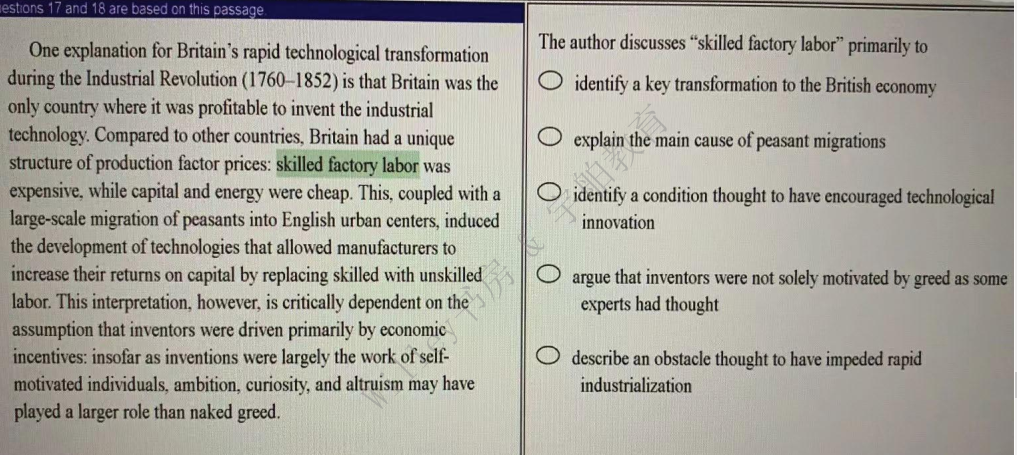 estions 17 and 18 are based on this passage.
One explanation for Britain's rapid technological transformation
during the Industrial Revolution (1760–1852) is that Britain was the
only country where it was profitable to invent the industrial
technology. Compared to other countries, Britain had a unique
structure of production factor prices: skilled factory labor was
expensive, while capital and energy were cheap. This, coupled with a
large-scale migration of peasants into English urban centers, induced
the development of technologies that allowed manufacturers to
increase their returns on capital by replacing skilled with unskilled
labor. This interpretation, however, is critically dependent on the
assumption that inventors were driven primarily by economic
incentives: insofar as inventions were largely the work of self-
motivated individuals, ambition, curiosity, and altruism may have
played a larger role than naked greed.
The author discusses “skilled factory labor” primarily to
identify a key transformation to the British economy
explain the main cause of peasant migrations
identify a condition thought to have encouraged technological
innovation
argue that inventors were not solely motivated by greed as some
experts had thought
describe an obstacle thought to have impeded rapid
industrialization